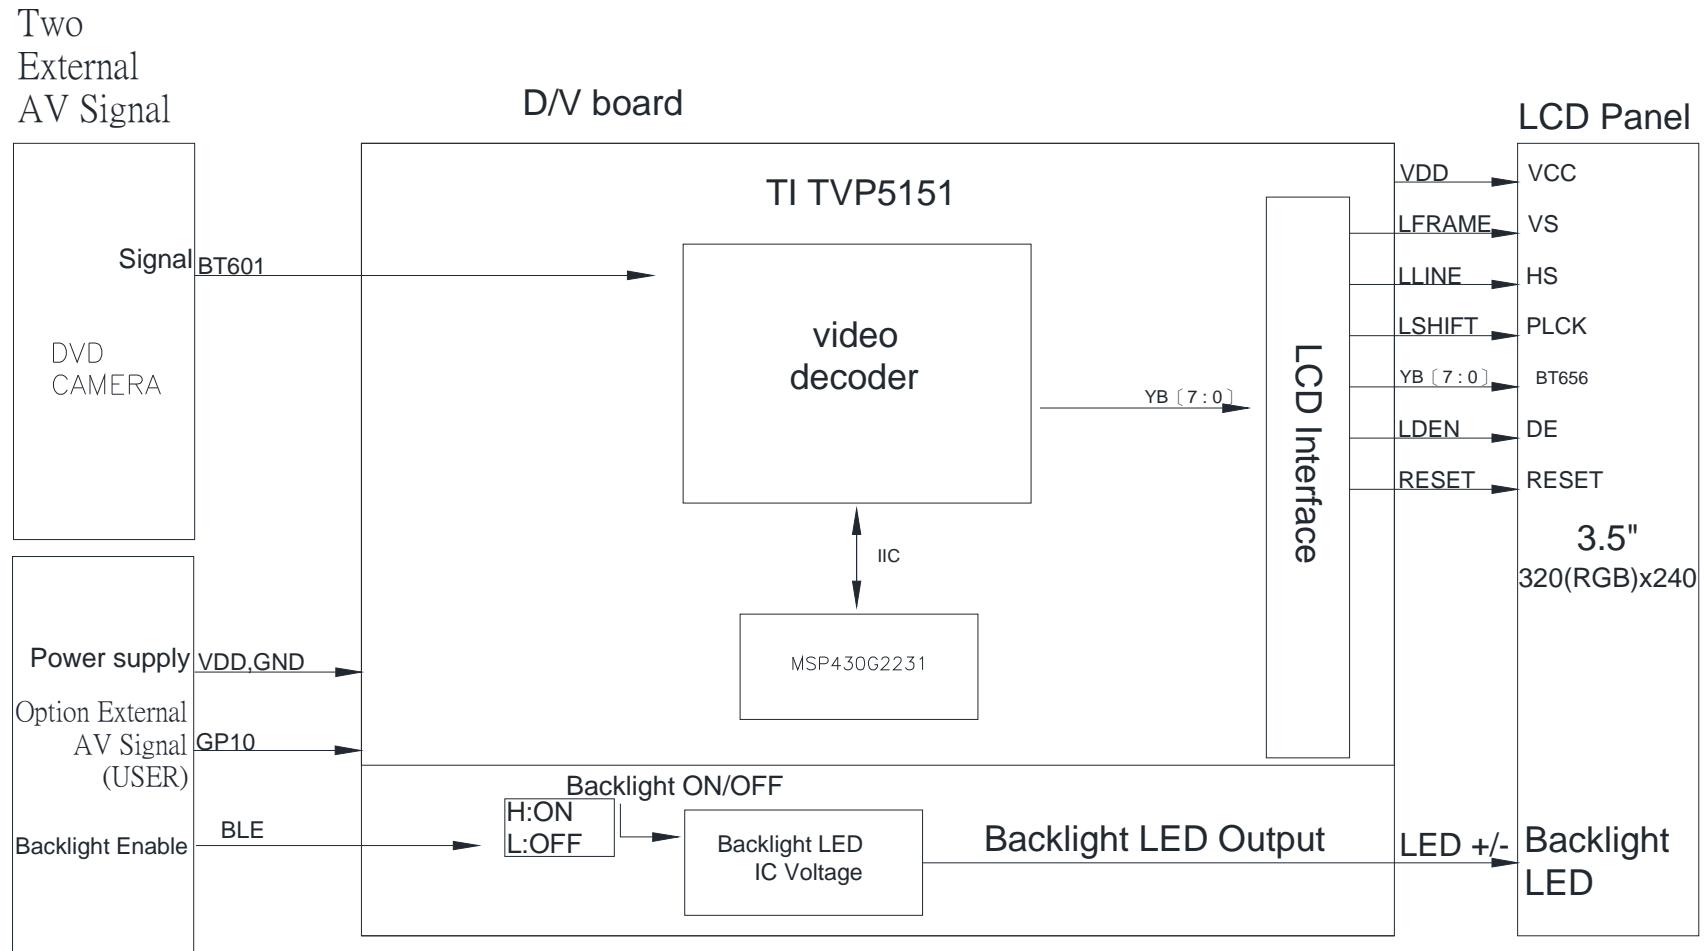 Two
External
AV Signal
D/V board
LCD Panel
TI TVP5151
Signal
BT601
DVD
CAMERA
video
decoder
YB〔7:0〕
LCD Interface
IIC
MSP430G2231
VDD
VCC
LFRAME
VS
LLINE
HS
LSHIFT
PLCK
YB〔7:0〕
BT656
LDEN
DE
RESET
RESET
3.5"
320(RGB)x240
Power supply
VDD,GND
Option External
AV Signal
(USER)
GP10
Backlight Enable
BLE
Backlight ON/OFF
H:ON
L:OFF
Backlight LED
IC Voltage
Backlight LED Output
LED +/-
Backlight
LED